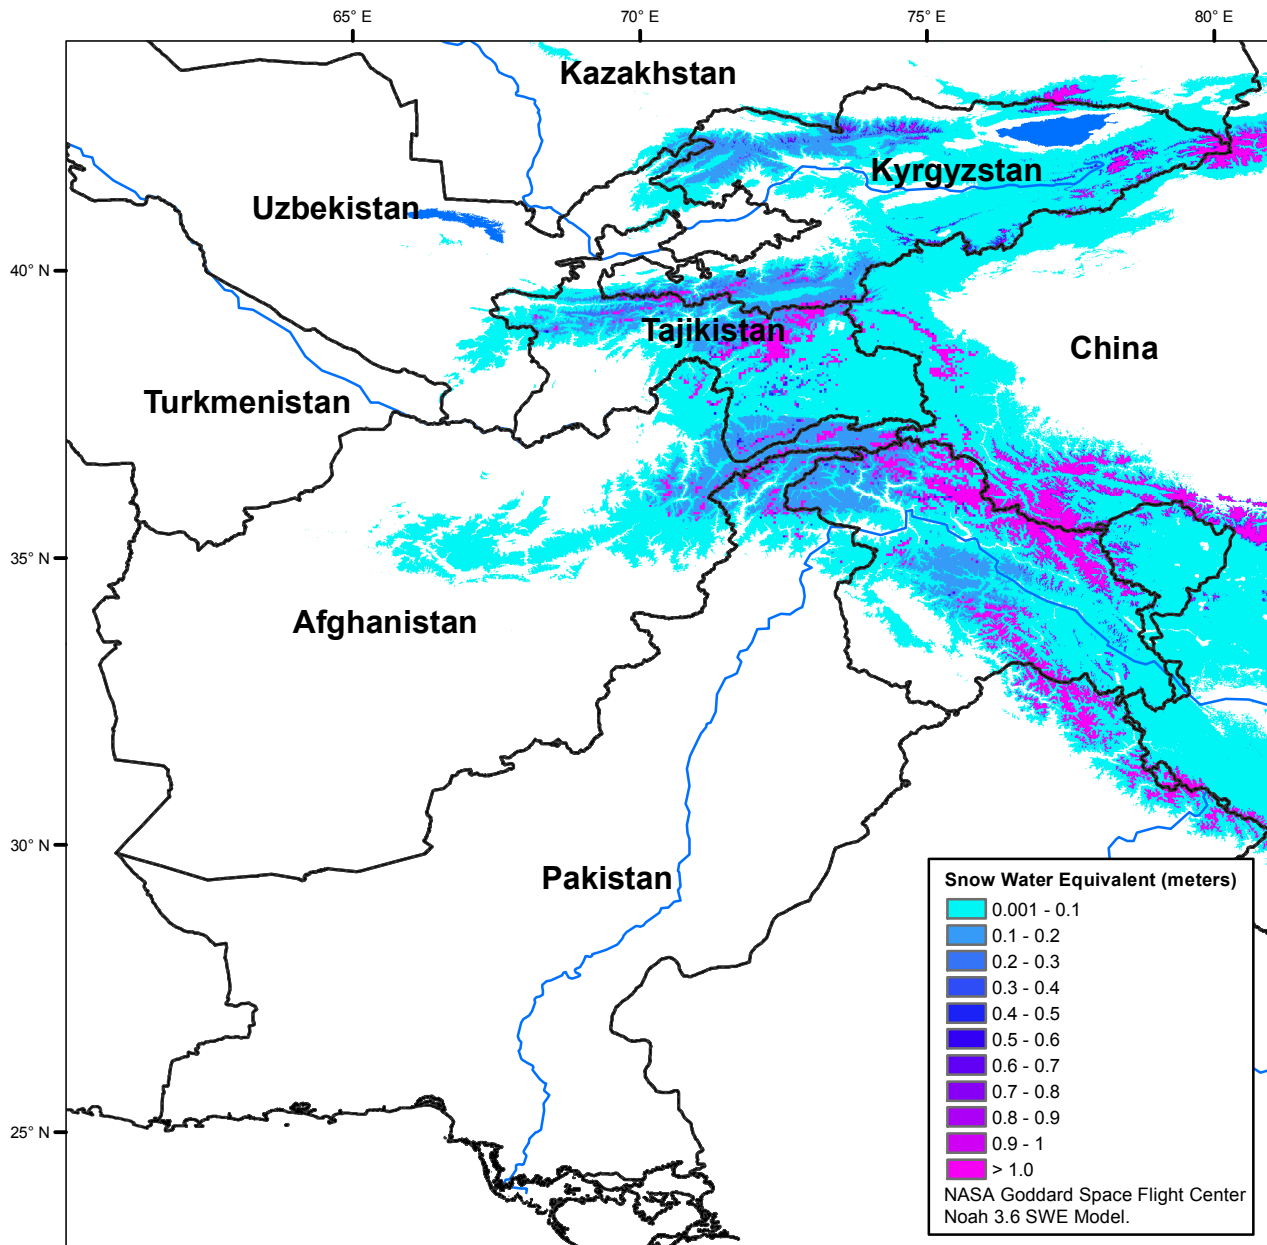 65° E
70° E
75° E
80° E
Kazakhstan
Kyrgyzstan
Uzbekistan
40° N
Tajikistan
China
Turkmenistan
35° N
Afghanistan
30° N
Pakistan
25° N
Snow Water Equivalent (meters)
0.001 - 0.1
0.1 - 0.2
0.2 - 0.3
0.3 - 0.4
0.4 - 0.5
0.5 - 0.6
0.6 - 0.7
0.7 - 0.8
0.8 - 0.9
0.9 - 1
> 1.0
NASA Goddard Space Flight Center
Noah 3.6 SWE Model.